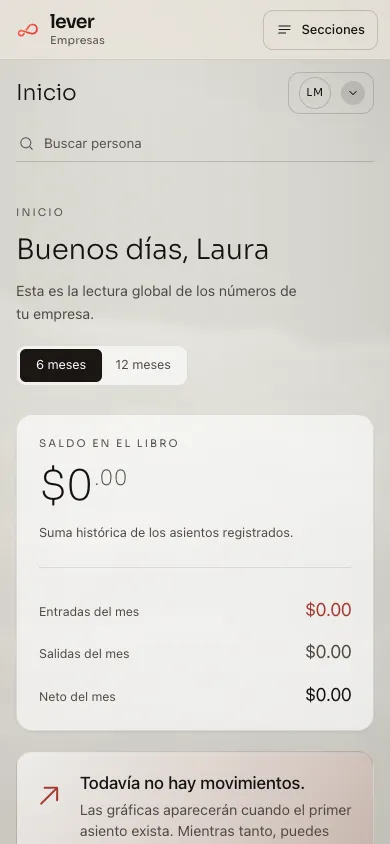 lever
Empresas
Secciones
Inicio
LM
Buscar persona
INICIO
Buenos días, Laura
Esta es la lectura global de los números de
tu empresa.
6 meses
12 meses
SALDO EN EL LIBRO
$0.00
Suma histórica de los asientos registrados.
Entradas del mes
$0.00
Salidas del mes
$0.00
Neto del mes
$0.00
Todavía no hay movimientos.
Las gráficas aparecerán cuando el primer
asiento exista. Mientras tanto, puedes